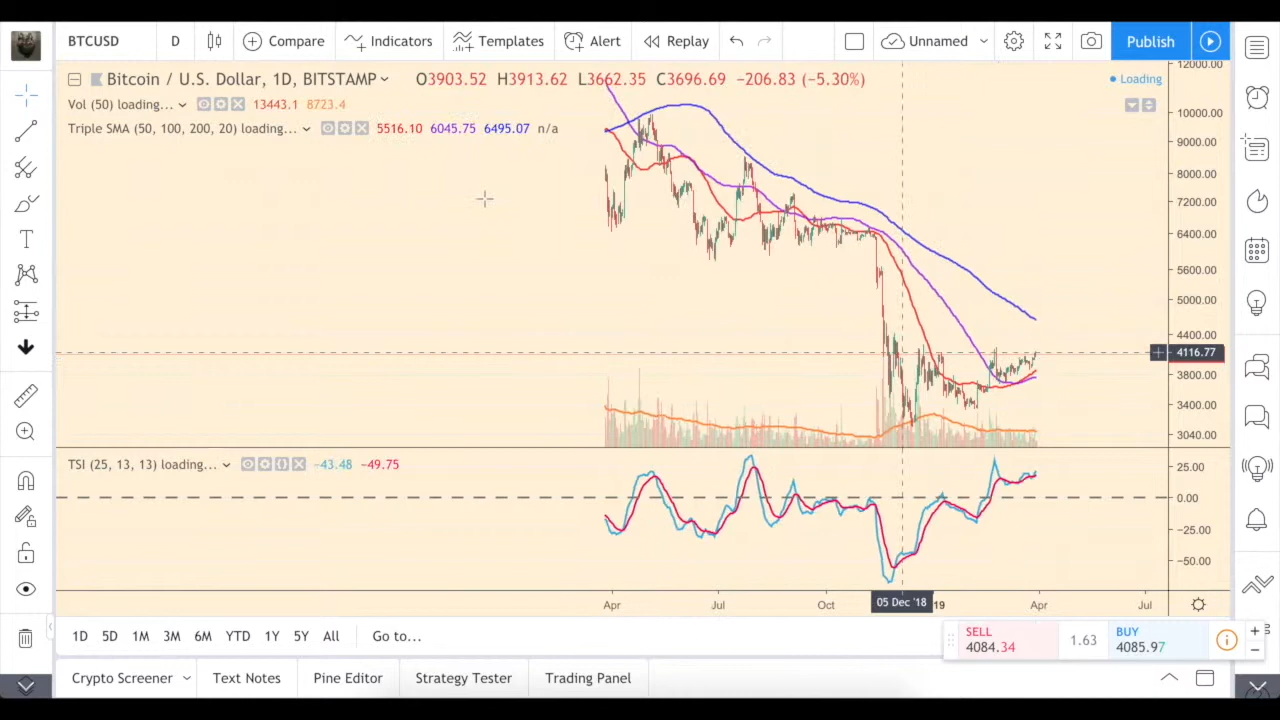 BTCUSD D Compare Indicators Templates Alert Replay Unnamed Publish
Bitcoin / U.S. Dollar, 1D, BITSTAMP O3903.52 H3913.62 L3662.35 C3696.69 −206.83 (−5.30%) Loading
Vol (50) loading... 13443.1 8723.4
Triple SMA (50, 100, 200, 20) loading... 5516.10 6045.75 6495.07 n/a
12000.00
10000.00
9000.00
8000.00
7200.00
6400.00
5600.00
5000.00
4400.00
4116.77
3800.00
3400.00
3040.00
TSI (25, 13, 13) loading... −43.48 −49.75
25.00
0.00
−25.00
−50.00
Apr Jul Oct 05 Dec '18 19 Apr Jul
1D 5D 1M 3M 6M YTD 1Y 5Y All Go to...
SELL 4084.34 1.63 BUY 4085.97
Crypto Screener Text Notes Pine Editor Strategy Tester Trading Panel